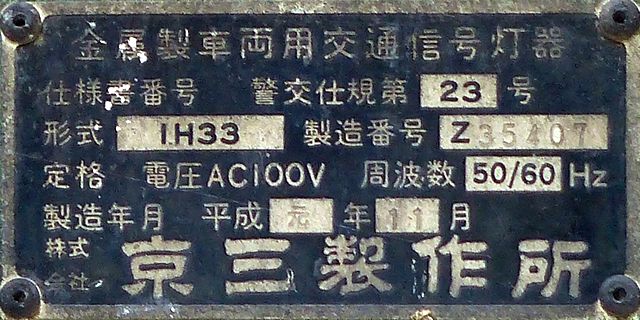 金属製車両用交通信号灯器
仕様書番号 警交仕規第 23 号
形式 1H33 製造番号 Z35407
定格 電圧AC100V 周波数 50/60 Hz
製造年月 平成 元 年 11 月
株式会社 京三製作所